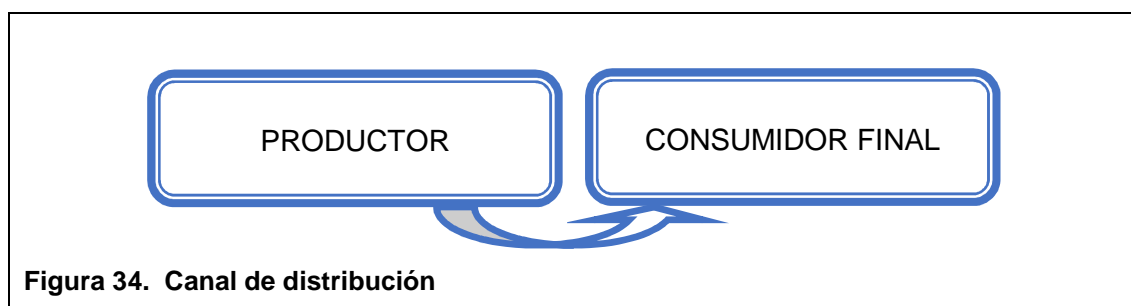 PRODUCTOR
CONSUMIDOR FINAL
Figura 34. Canal de distribución